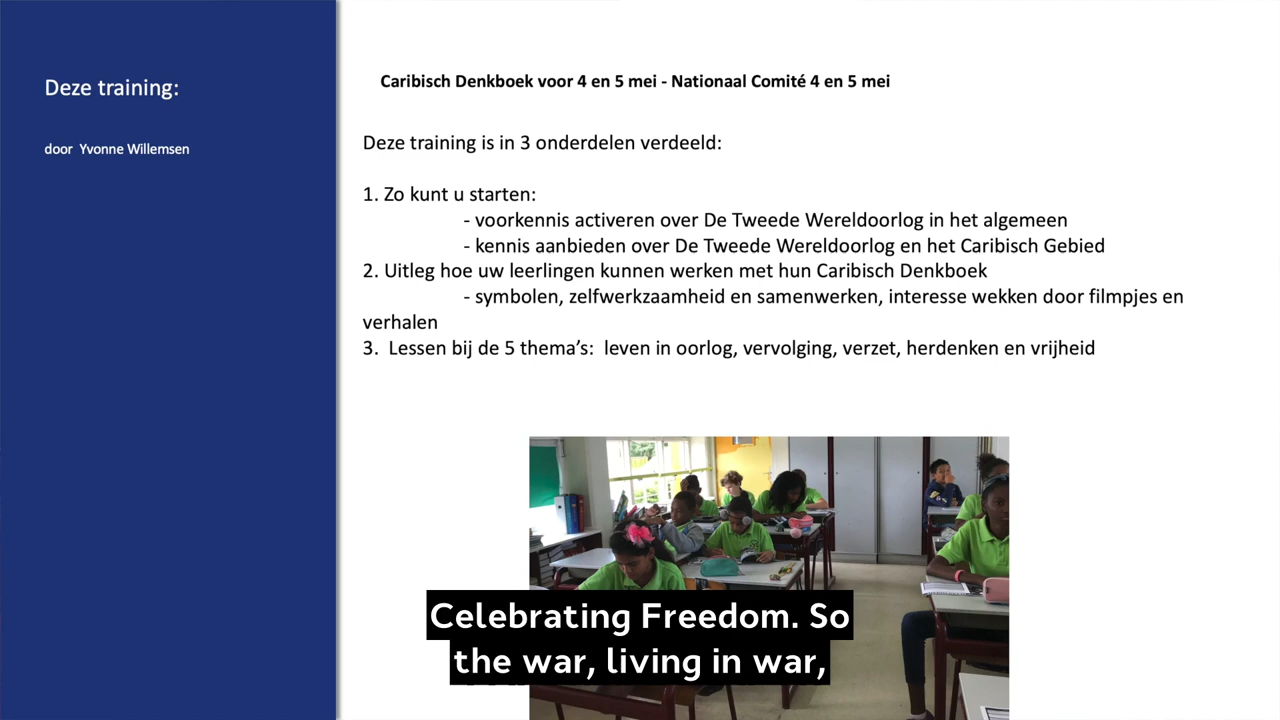 Deze training:
door Yvonne Willemsen
Caribisch Denkboek voor 4 en 5 mei - Nationaal Comité 4 en 5 mei
Deze training is in 3 onderdelen verdeeld:
1. Zo kunt u starten:
- voorkennis activeren over De Tweede Wereldoorlog in het algemeen
- kennis aanbieden over De Tweede Wereldoorlog en het Caribisch Gebied
2. Uitleg hoe uw leerlingen kunnen werken met hun Caribisch Denkboek
- symbolen, zelfwerkzaamheid en samenwerken, interesse wekken door filmpjes en
verhalen
3. Lessen bij de 5 thema’s: leven in oorlog, vervolging, verzet, herdenken en vrijheid
Celebrating Freedom. So
the war, living in war,